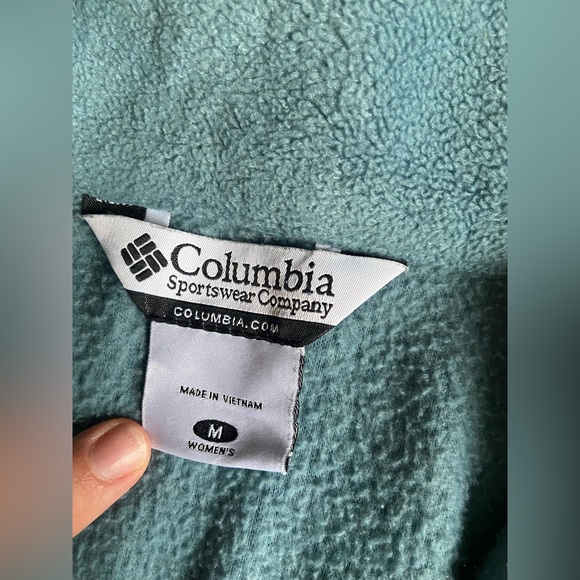 Columbia
Sportswear Company
COLUMBIA.COM
MADE IN VIETNAM
M
WOMEN'S